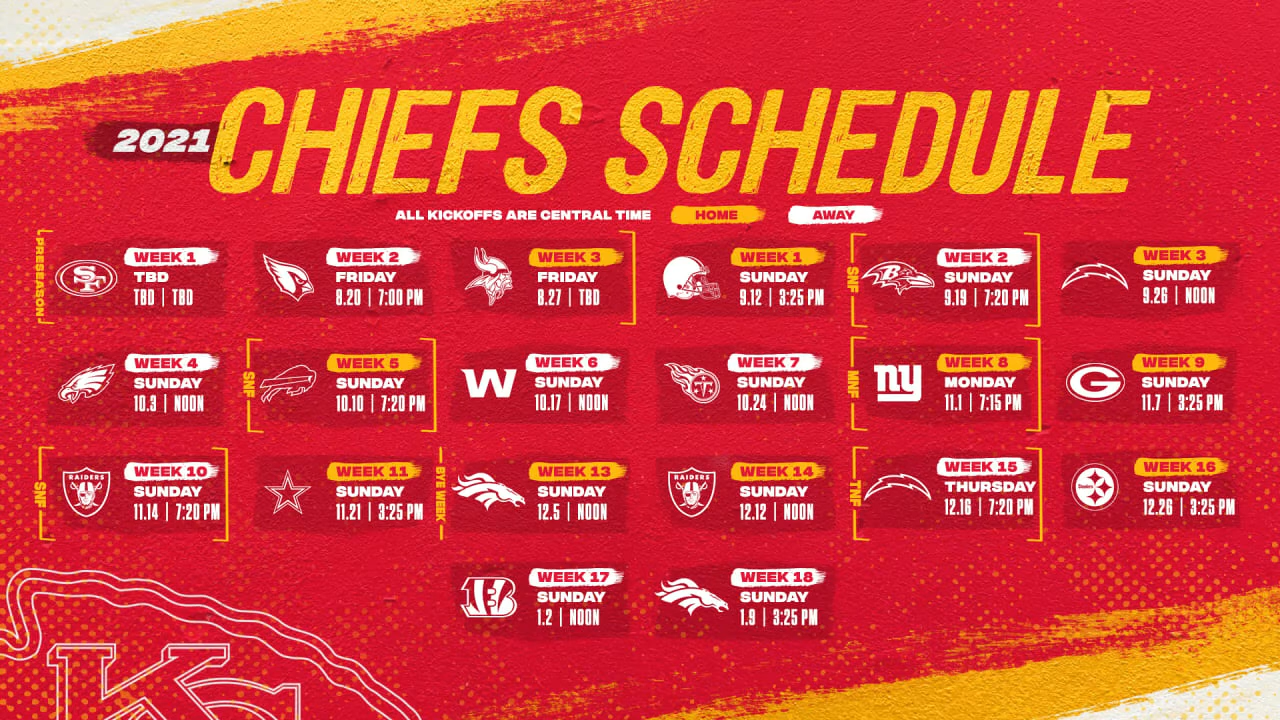 2021 CHIEFS SCHEDULE
ALL KICKOFFS ARE CENTRAL TIME HOME AWAY
PRESEASON
SF
WEEK 1
TBD
TBD | TBD
WEEK 2
FRIDAY
8.20 | 7:00 PM
WEEK 3
FRIDAY
8.27 | TBD
WEEK 1
SUNDAY
9.12 | 3:25 PM
SNF
WEEK 2
SUNDAY
9.19 | 7:20 PM
WEEK 3
SUNDAY
9.26 | NOON
WEEK 4
SUNDAY
10.3 | NOON
SNF
WEEK 5
SUNDAY
10.10 | 7:20 PM
W
WEEK 6
SUNDAY
10.17 | NOON
T
WEEK 7
SUNDAY
10.24 | NOON
MNF
ny
WEEK 8
MONDAY
11.1 | 7:15 PM
G
WEEK 9
SUNDAY
11.7 | 3:25 PM
SNF
RAIDERS
WEEK 10
SUNDAY
11.14 | 7:20 PM
WEEK 11
SUNDAY
11.21 | 3:25 PM
BYE WEEK
WEEK 13
SUNDAY
12.5 | NOON
RAIDERS
WEEK 14
SUNDAY
12.12 | NOON
TNF
WEEK 15
THURSDAY
12.16 | 7:20 PM
Steelers
WEEK 16
SUNDAY
12.26 | 3:25 PM
B
WEEK 17
SUNDAY
1.2 | NOON
WEEK 18
SUNDAY
1.9 | 3:25 PM
KC